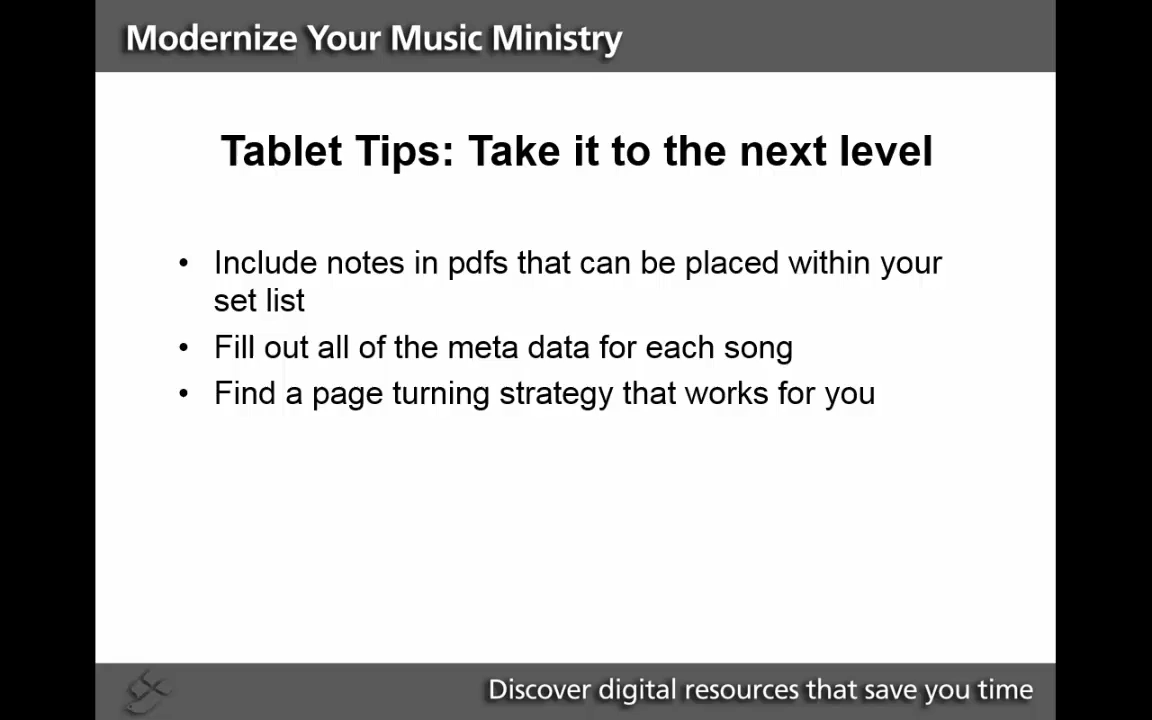 Modernize Your Music Ministry
Tablet Tips: Take it to the next level
• Include notes in pdfs that can be placed within your
set list
• Fill out all of the meta data for each song
• Find a page turning strategy that works for you
Discover digital resources that save you time